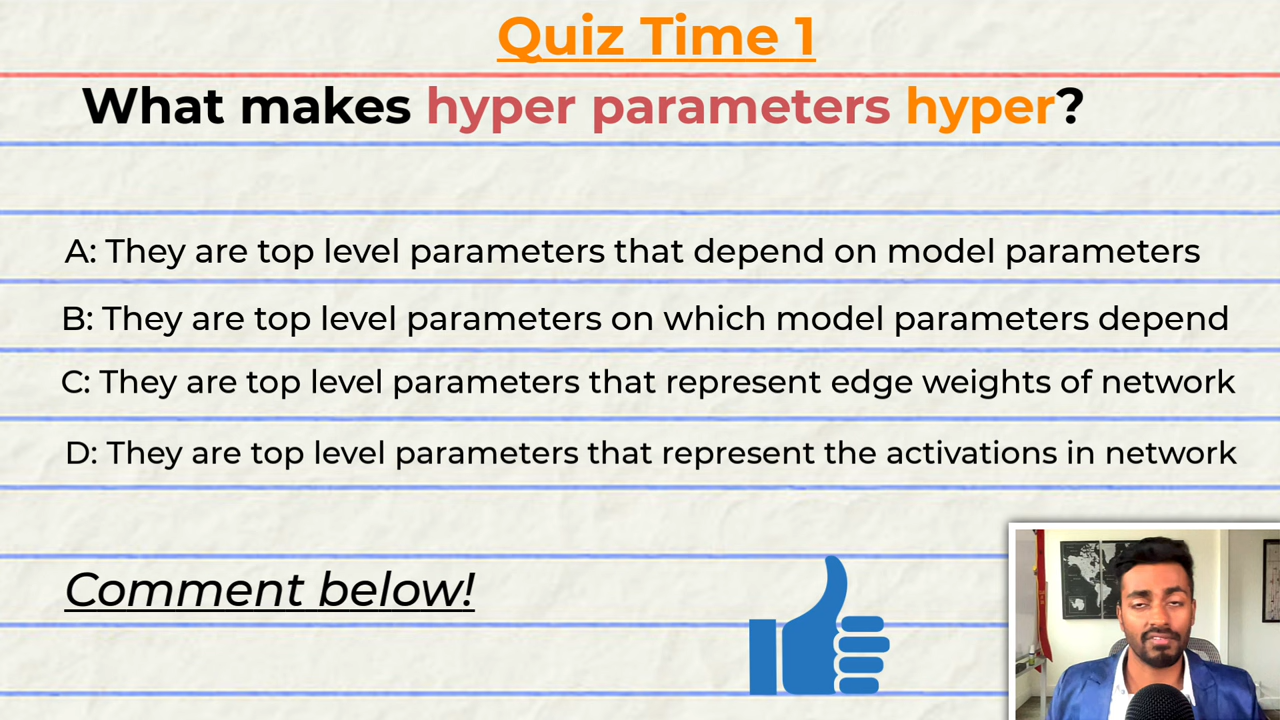 Quiz Time 1
What makes hyper parameters hyper?
A: They are top level parameters that depend on model parameters
B: They are top level parameters on which model parameters depend
C: They are top level parameters that represent edge weights of network
D: They are top level parameters that represent the activations in network
Comment below!